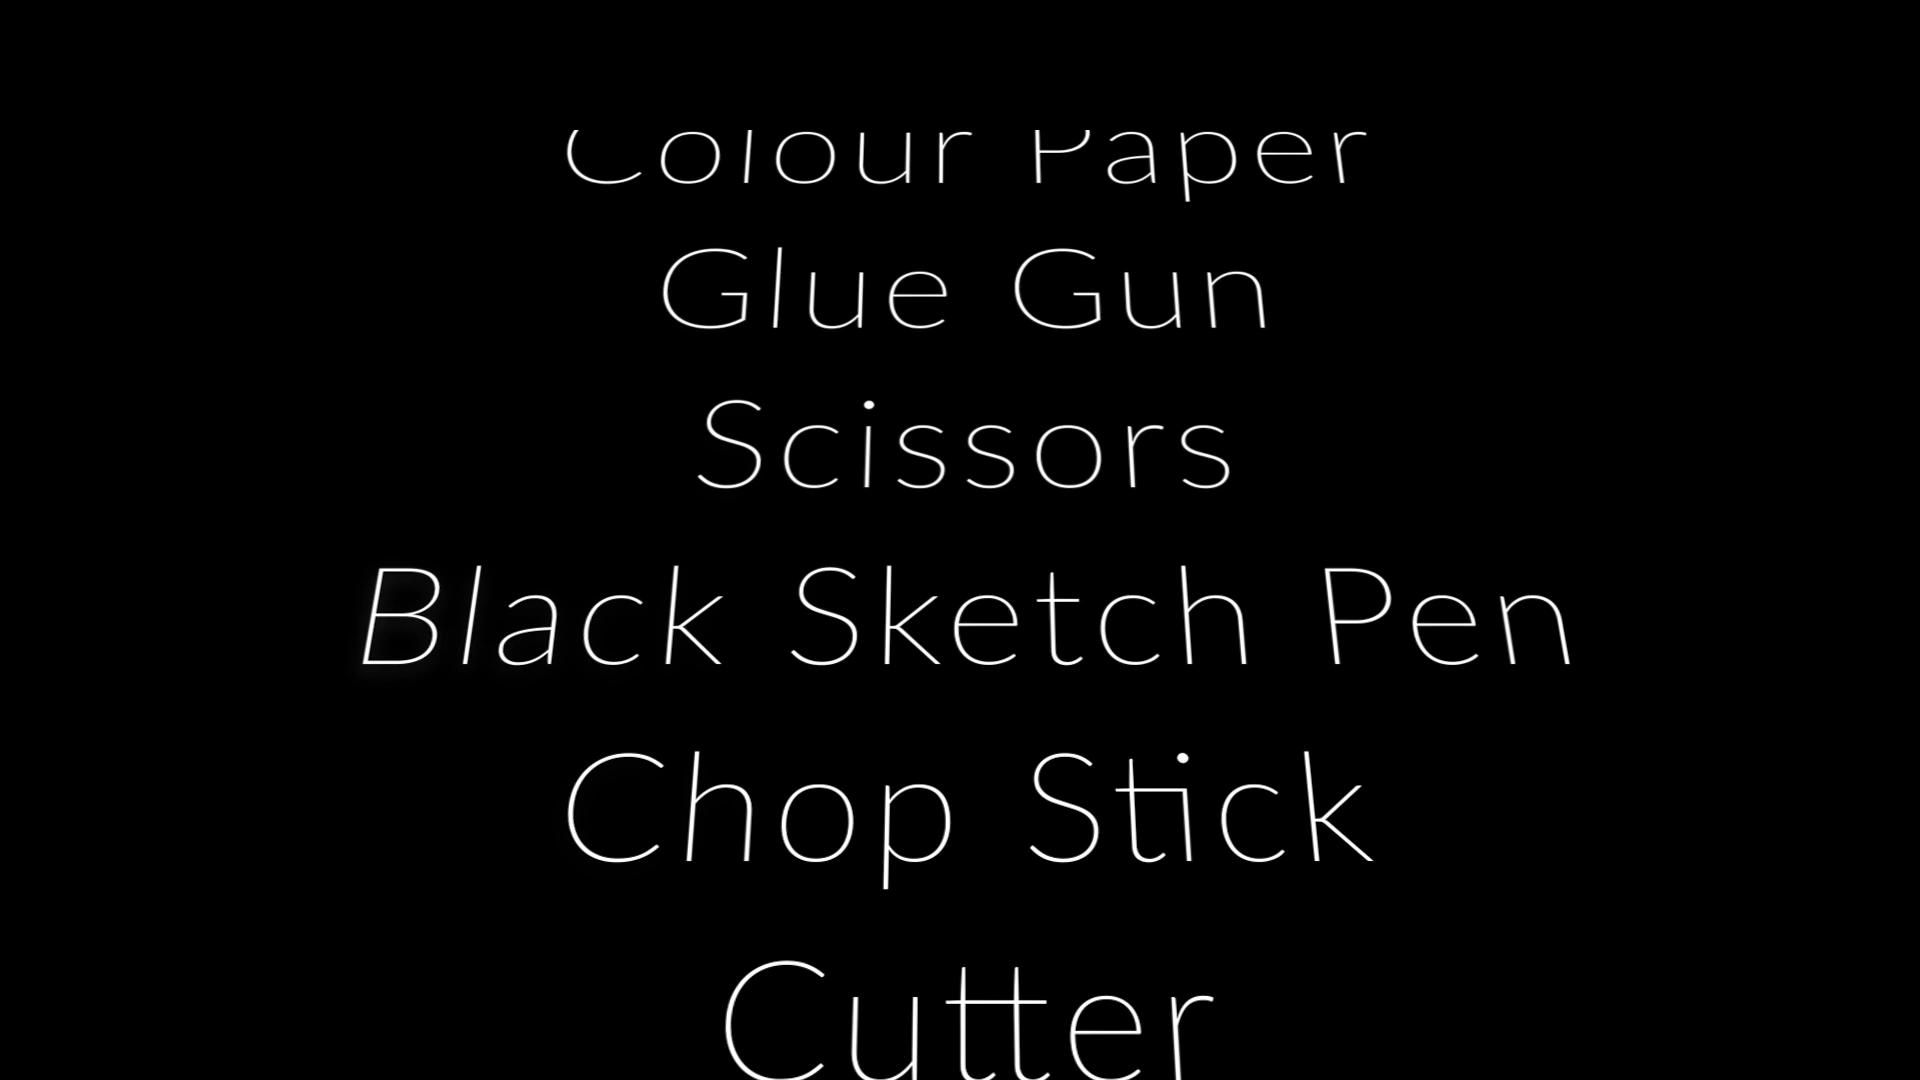 Colour Paper
Glue Gun
Scissors
Black Sketch Pen
Chop Stick
Cutter